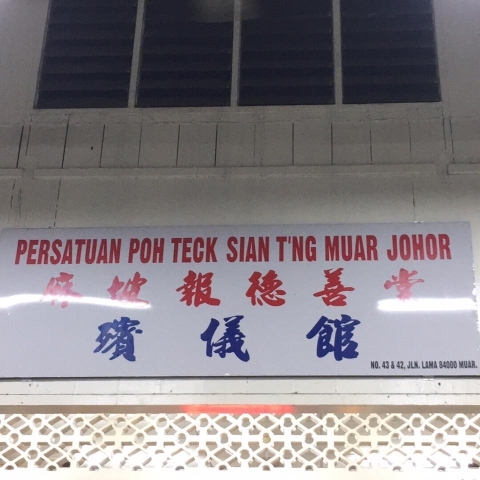 PERSATUAN POH TECK SIAN T'NG MUAR JOHOR
麻坡報德善堂
殯儀館
NO. 43 & 42, JLN. LAMA 84000 MUAR.